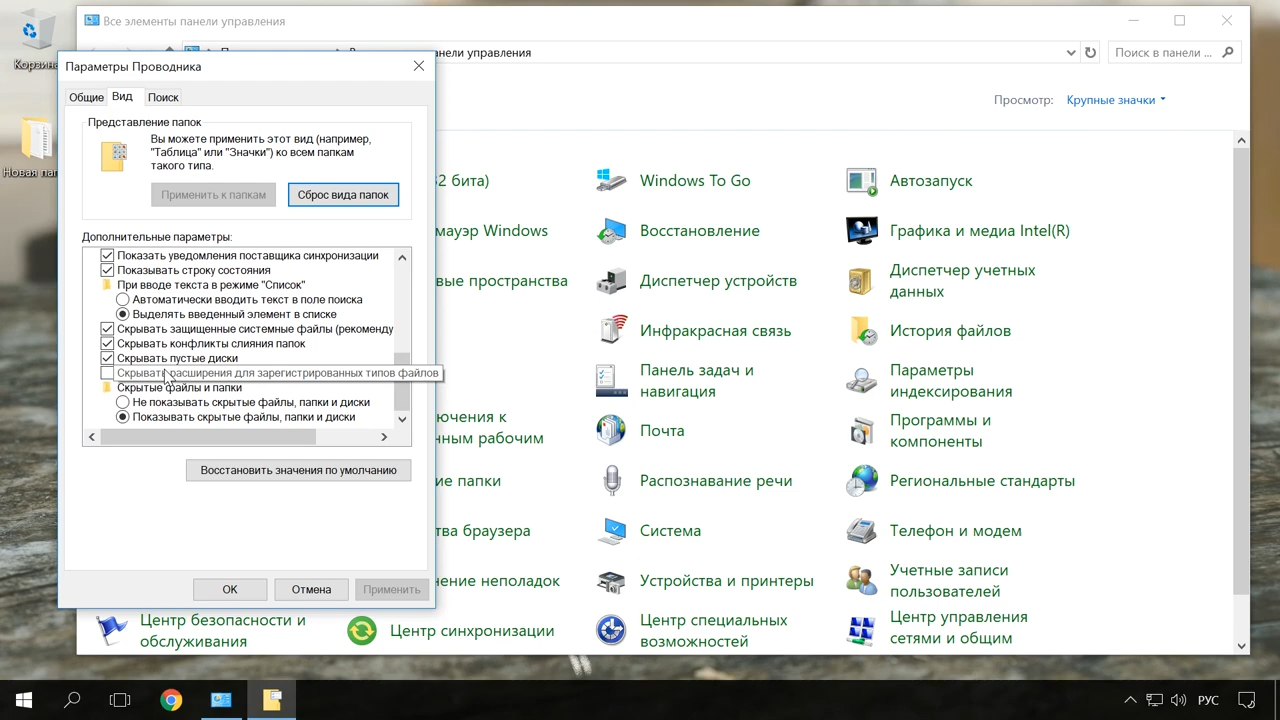 Корзина
Новая пап
Все элементы панели управления
анели управления
Поиск в панели ...
Просмотр:
Крупные значки
Параметры Проводника
Общие
Вид
Поиск
Представление папок
Вы можете применить этот вид (например,
"Таблица" или "Значки") ко всем папкам
такого типа.
Применить к папкам
Сброс вида папок
Дополнительные параметры:
Показать уведомления поставщика синхронизации
Показывать строку состояния
При вводе текста в режиме "Список"
Автоматически вводить текст в поле поиска
Выделять введенный элемент в списке
Скрывать защищенные системные файлы (рекоменду
Скрывать конфликты слияния папок
Скрывать пустые диски
Скрывать расширения для зарегистрированных типов файлов
Скрытые файлы и папки
Не показывать скрытые файлы, папки и диски
Показывать скрытые файлы, папки и диски
Восстановить значения по умолчанию
OK
Отмена
Применить
32 бита)
Windows To Go
Автозапуск
мауэр Windows
Восстановление
Графика и медиа Intel(R)
вые пространства
Диспетчер устройств
Диспетчер учетных
данных
Инфракрасная связь
История файлов
Панель задач и
навигация
Параметры
индексирования
ючения к
нным рабочим
Почта
Программы и
компоненты
ие папки
Распознавание речи
Региональные стандарты
тва браузера
Система
Телефон и модем
нение неполадок
Устройства и принтеры
Учетные записи
пользователей
Центр безопасности и
обслуживания
Центр синхронизации
Центр специальных
возможностей
Центр управления
сетями и общим
РУС